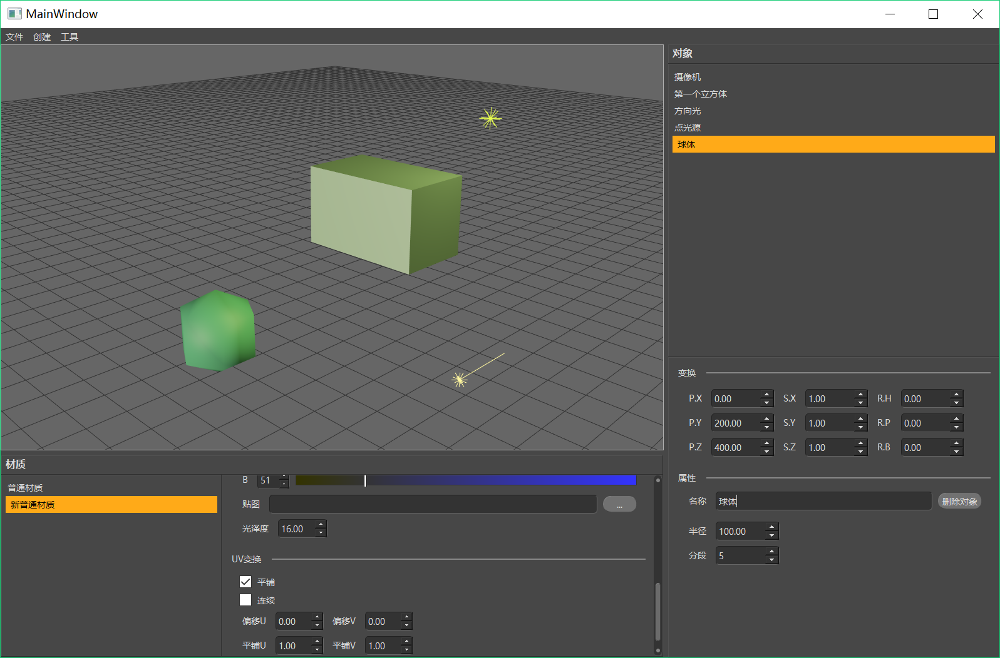 MainWindow
文件 创建 工具
对象
摄像机
第一个立方体
方向光
点光源
球体
变换
P.X 0.00 S.X 1.00 R.H 0.00
P.Y 200.00 S.Y 1.00 R.P 0.00
P.Z 400.00 S.Z 1.00 R.B 0.00
属性
名称 球体 删除对象
半径 100.00
分段 5
材质
普通材质
新普通材质
B 51
贴图 ...
光泽度 16.00
UV变换
平铺
连续
偏移U 0.00 偏移V 0.00
平铺U 1.00 平铺V 1.00